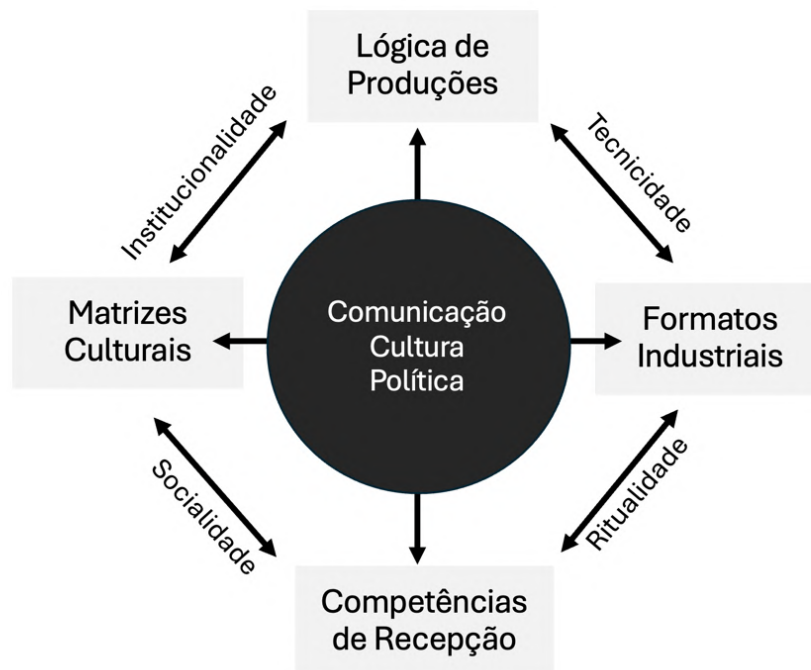 Lógica de
Produções
Institucionalidade
Tecnicidade
Matrizes
Culturais
Comunicação
Cultura
Política
Formatos
Industriais
Socialidade
Ritualidade
Competências
de Recepção